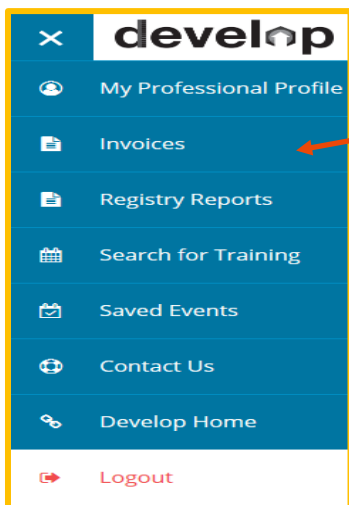 develop
My Professional Profile
Invoices
Registry Reports
Search for Training
Saved Events
Contact Us
Develop Home
Logout